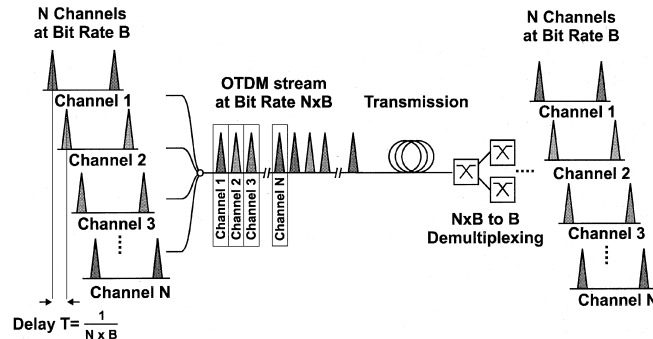 N Channels
at Bit Rate B
Channel 1
Channel 2
Channel 3
Channel N
Delay T= 1
N x B
OTDM stream
at Bit Rate NxB
Channel 1
Channel 2
Channel 3
Channel N
Transmission
NxB to B
Demultiplexing
N Channels
at Bit Rate B
Channel 1
Channel 2
Channel 3
Channel N